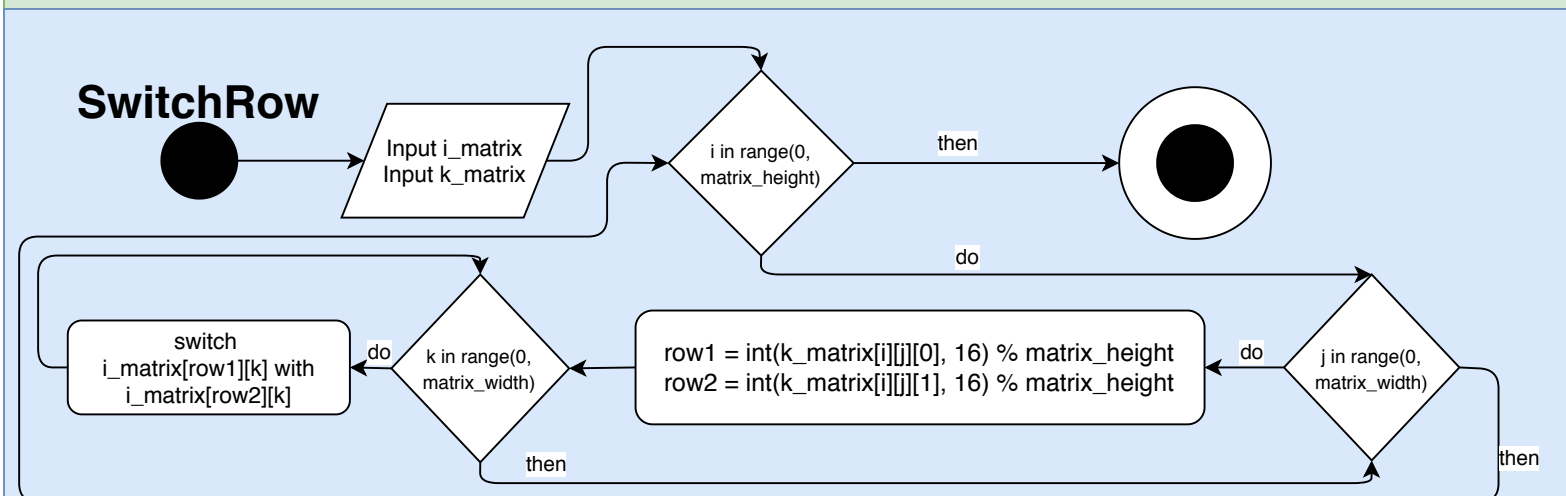 SwitchRow
Input i_matrix
Input k_matrix
i in range(0,
matrix_height)
then
do
j in range(0,
matrix_width)
do
row1 = int(k_matrix[i][j][0], 16) % matrix_height
row2 = int(k_matrix[i][j][1], 16) % matrix_height
k in range(0,
matrix_width)
do
switch
i_matrix[row1][k] with
i_matrix[row2][k]
then
then